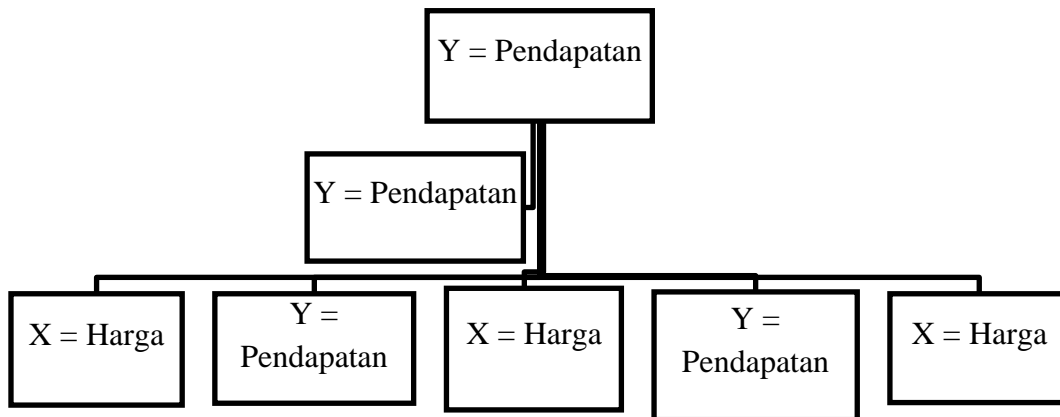 Y = Pendapatan
Y = Pendapatan
X = Harga
Y =
Pendapatan
X = Harga
Y =
Pendapatan
X = Harga